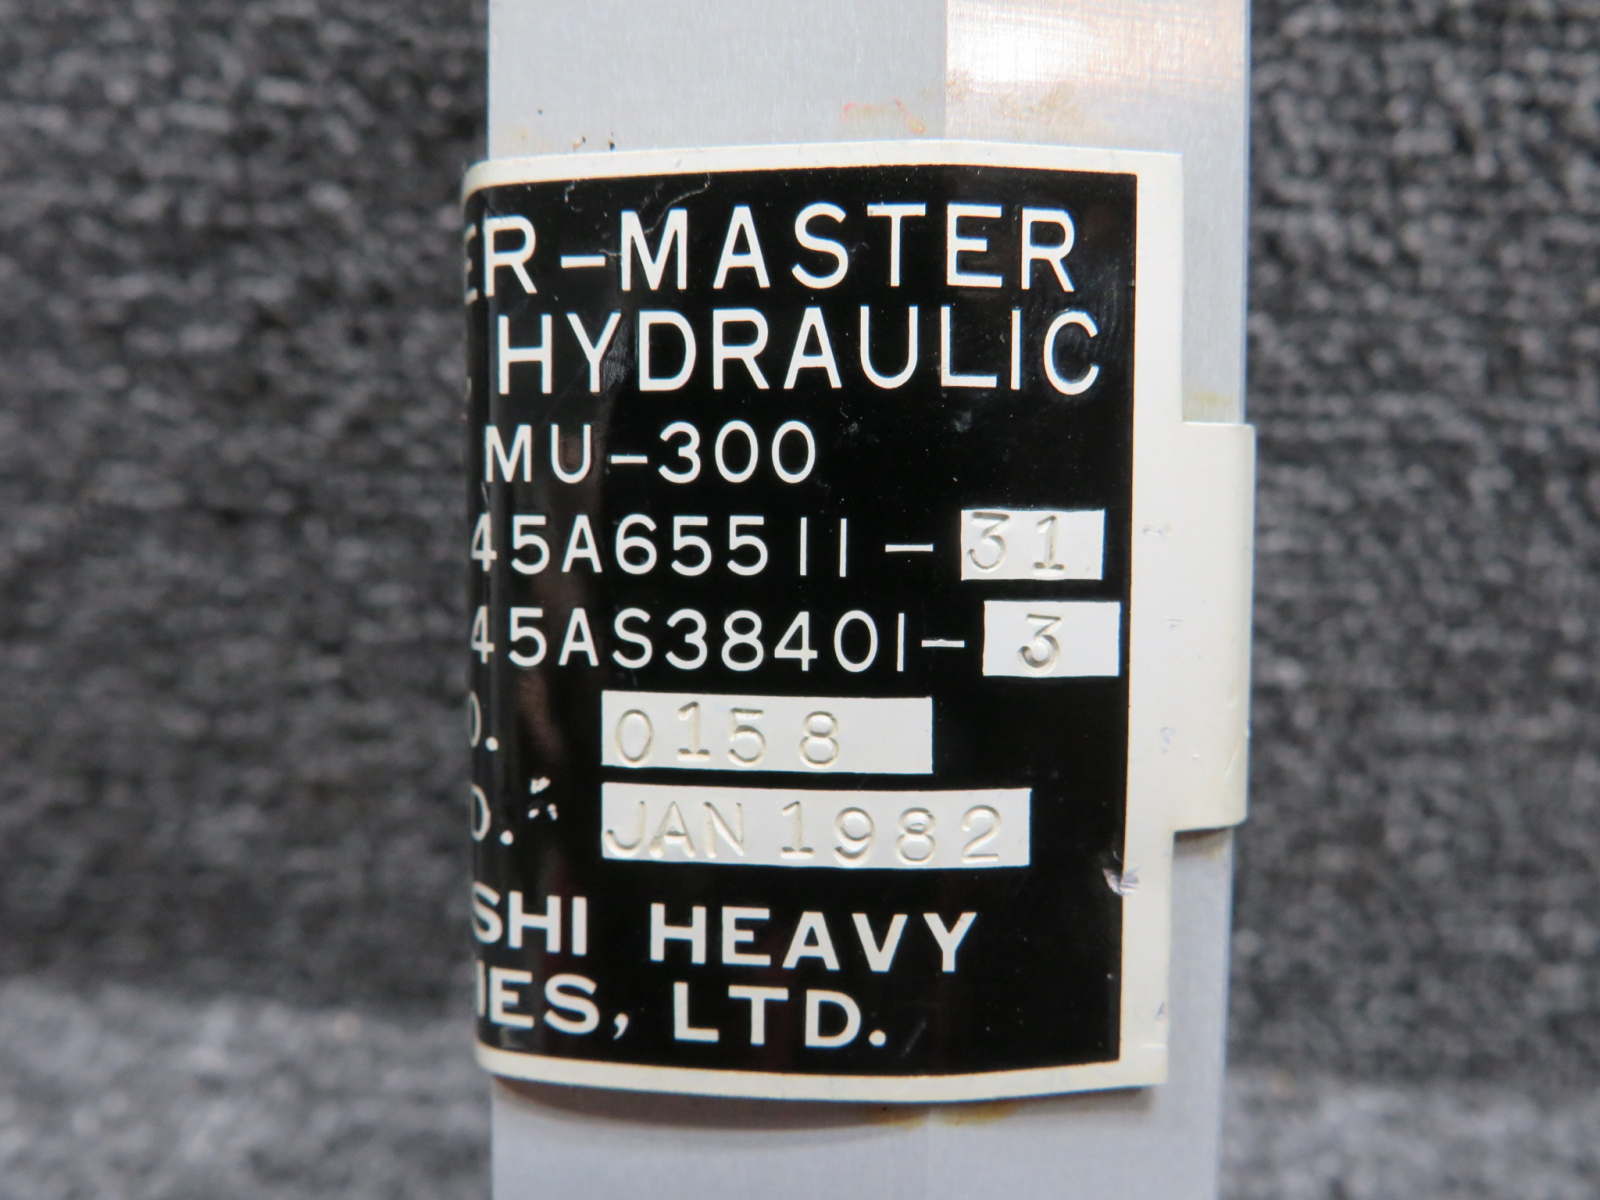 ER-MASTER
HYDRAULIC
MU-300
45A65511-31
45AS38401-3
O. 0158
D. JAN 1982
SHI HEAVY
IES, LTD.